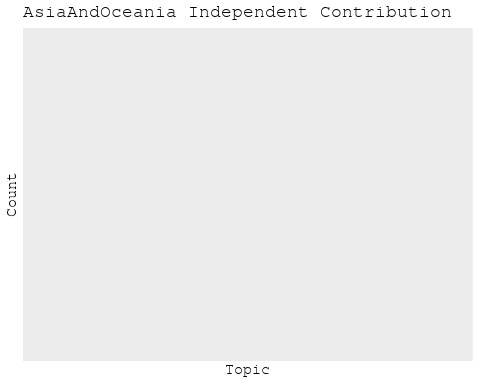 AsiaAndOceania Independent Contribution
Count
Topic